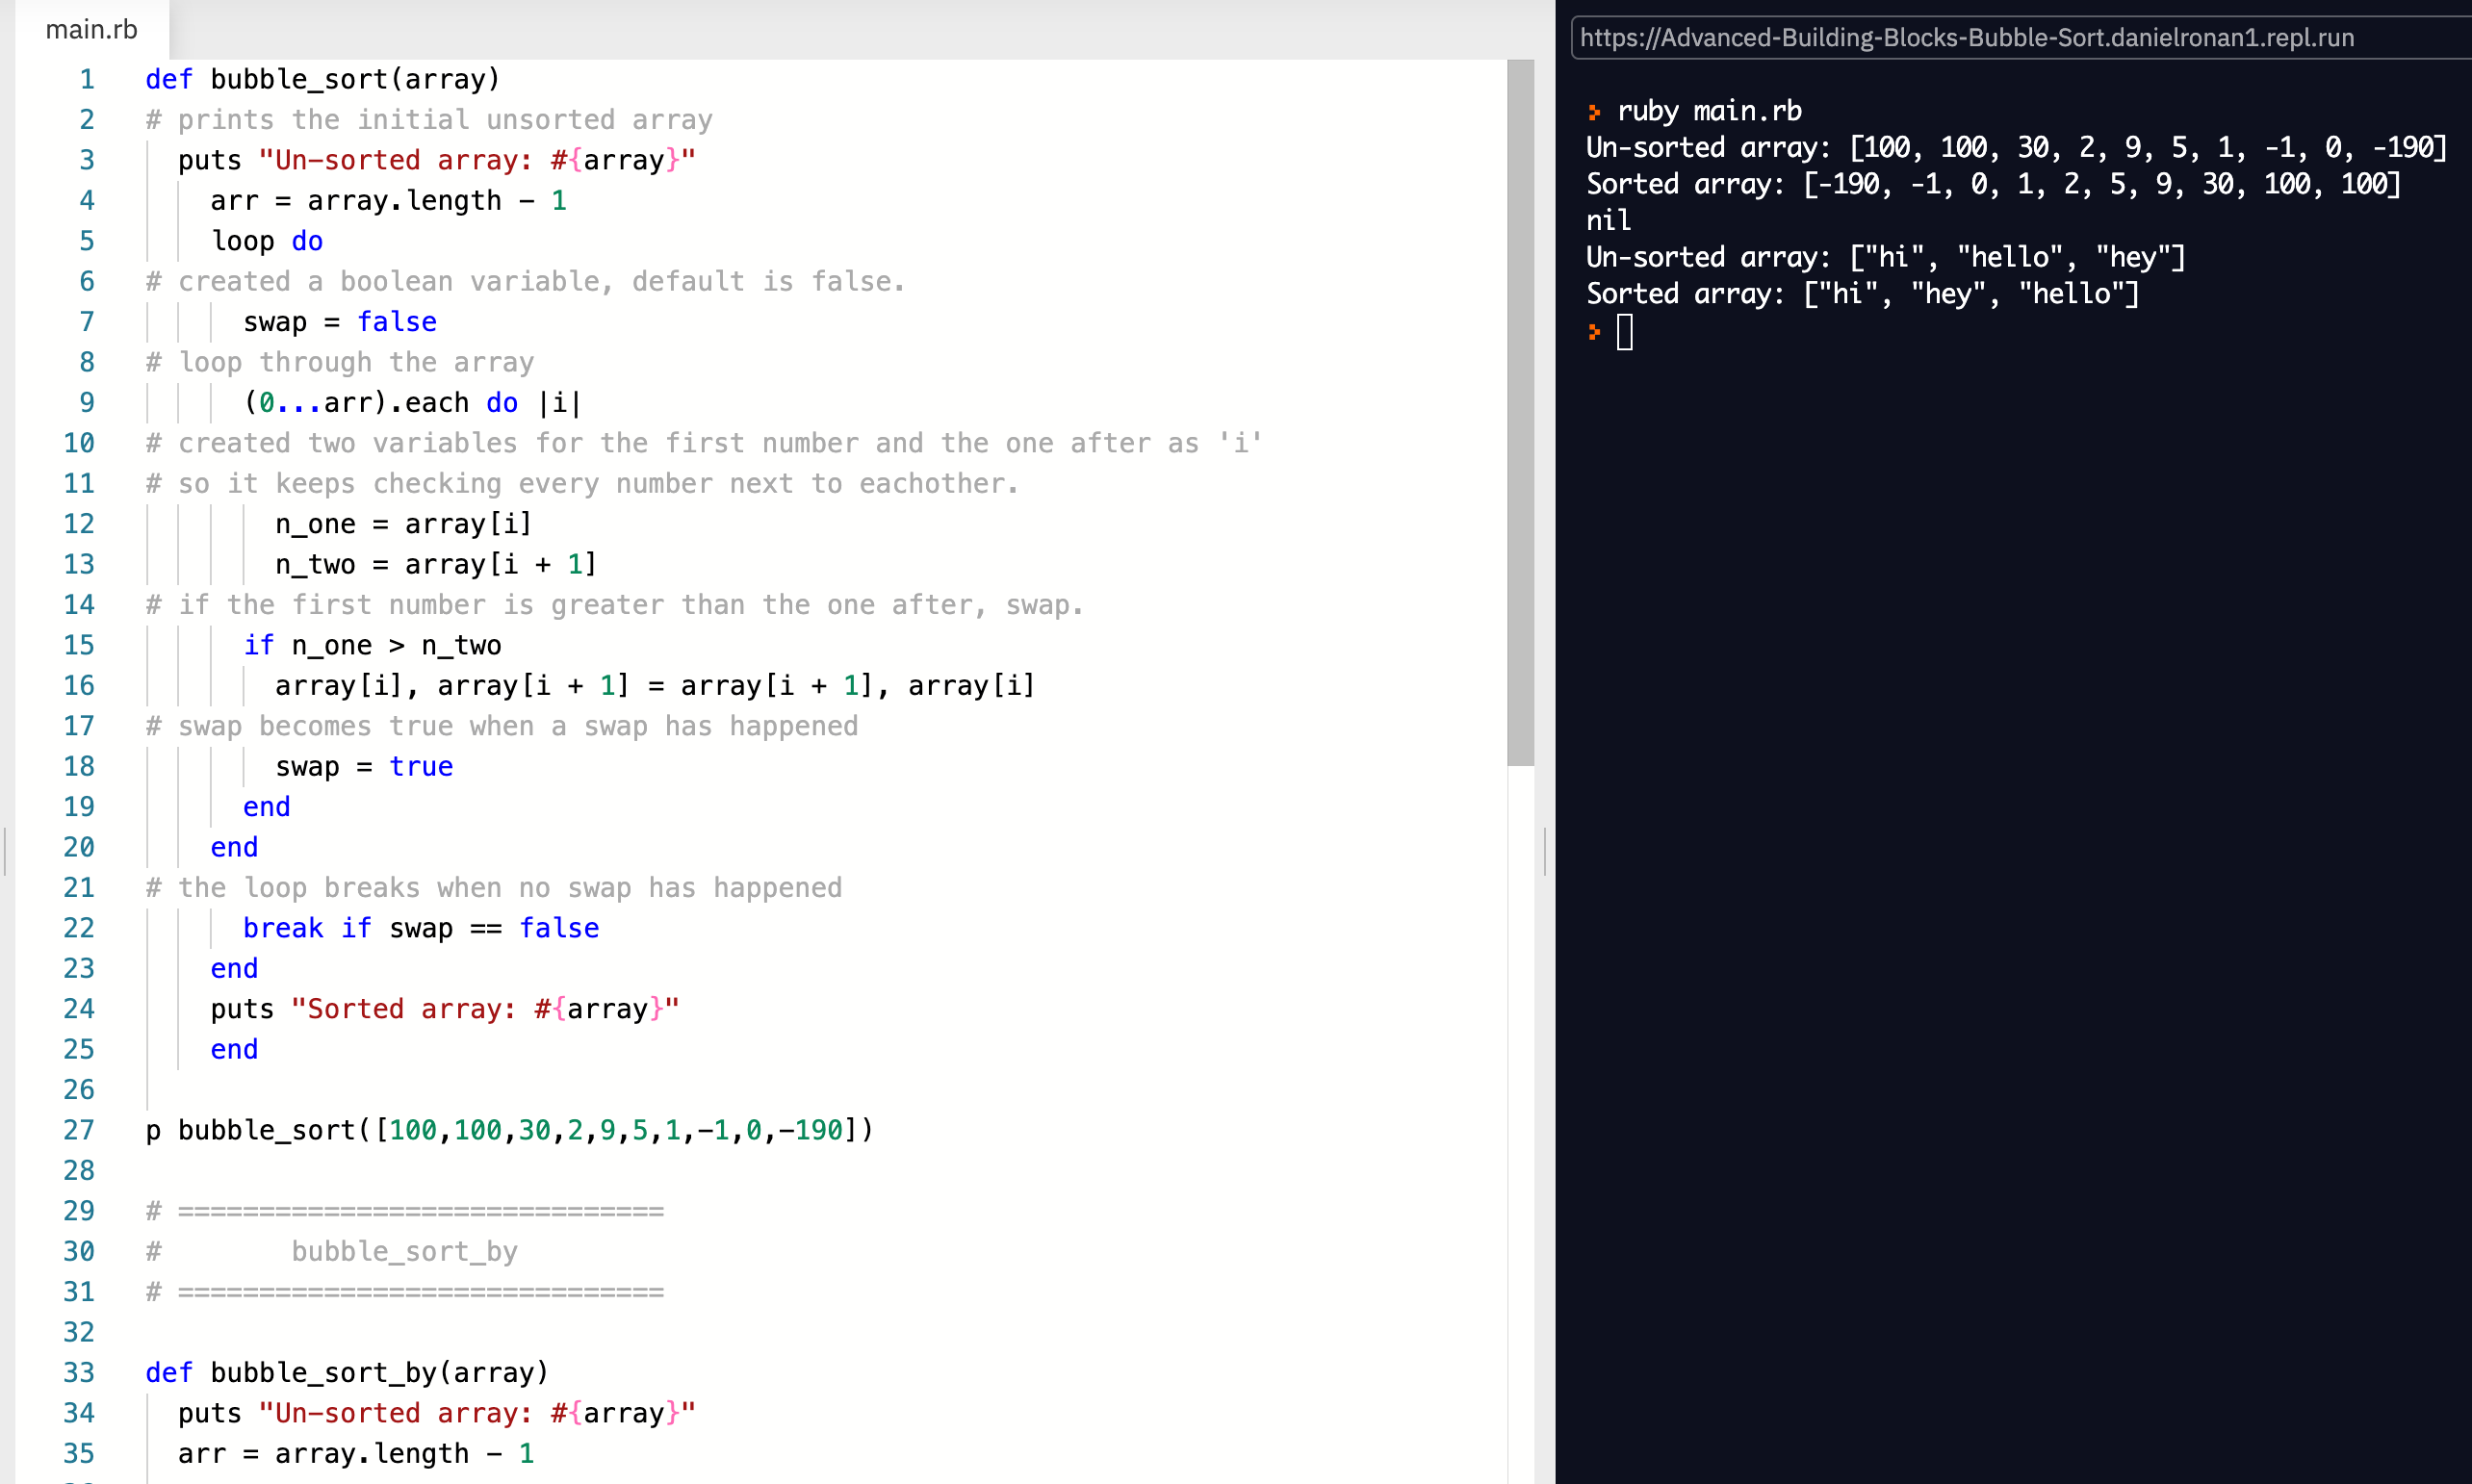 main.rb
1 def bubble_sort(array)
2 # prints the initial unsorted array
3   puts "Un-sorted array: #{array}"
4     arr = array.length - 1
5     loop do
6 # created a boolean variable, default is false.
7       swap = false
8 # loop through the array
9       (0...arr).each do |i|
10 # created two variables for the first number and the one after as 'i'
11 # so it keeps checking every number next to eachother.
12         n_one = array[i]
13         n_two = array[i + 1]
14 # if the first number is greater than the one after, swap.
15       if n_one > n_two
16         array[i], array[i + 1] = array[i + 1], array[i]
17 # swap becomes true when a swap has happened
18         swap = true
19       end
20     end
21 # the loop breaks when no swap has happened
22       break if swap == false
23     end
24     puts "Sorted array: #{array}"
25     end
26
27 p bubble_sort([100,100,30,2,9,5,1,-1,0,-190])
28
29 # ==============================
30 #        bubble_sort_by
31 # ==============================
32
33 def bubble_sort_by(array)
34   puts "Un-sorted array: #{array}"
35   arr = array.length - 1
https://Advanced-Building-Blocks-Bubble-Sort.danielronan1.repl.run
ruby main.rb
Un-sorted array: [100, 100, 30, 2, 9, 5, 1, -1, 0, -190]
Sorted array: [-190, -1, 0, 1, 2, 5, 9, 30, 100, 100]
nil
Un-sorted array: ["hi", "hello", "hey"]
Sorted array: ["hi", "hey", "hello"]